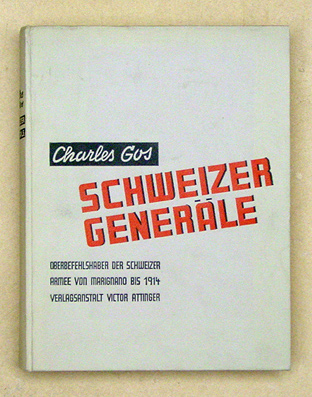 Charles Gos
SCHWEIZER
GENERÄLE
OBERBEFEHLSHABER DER SCHWEIZER
ARMEE VON MARIGNANO BIS 1914
VERLAGSANSTALT VICTOR ATTINGER